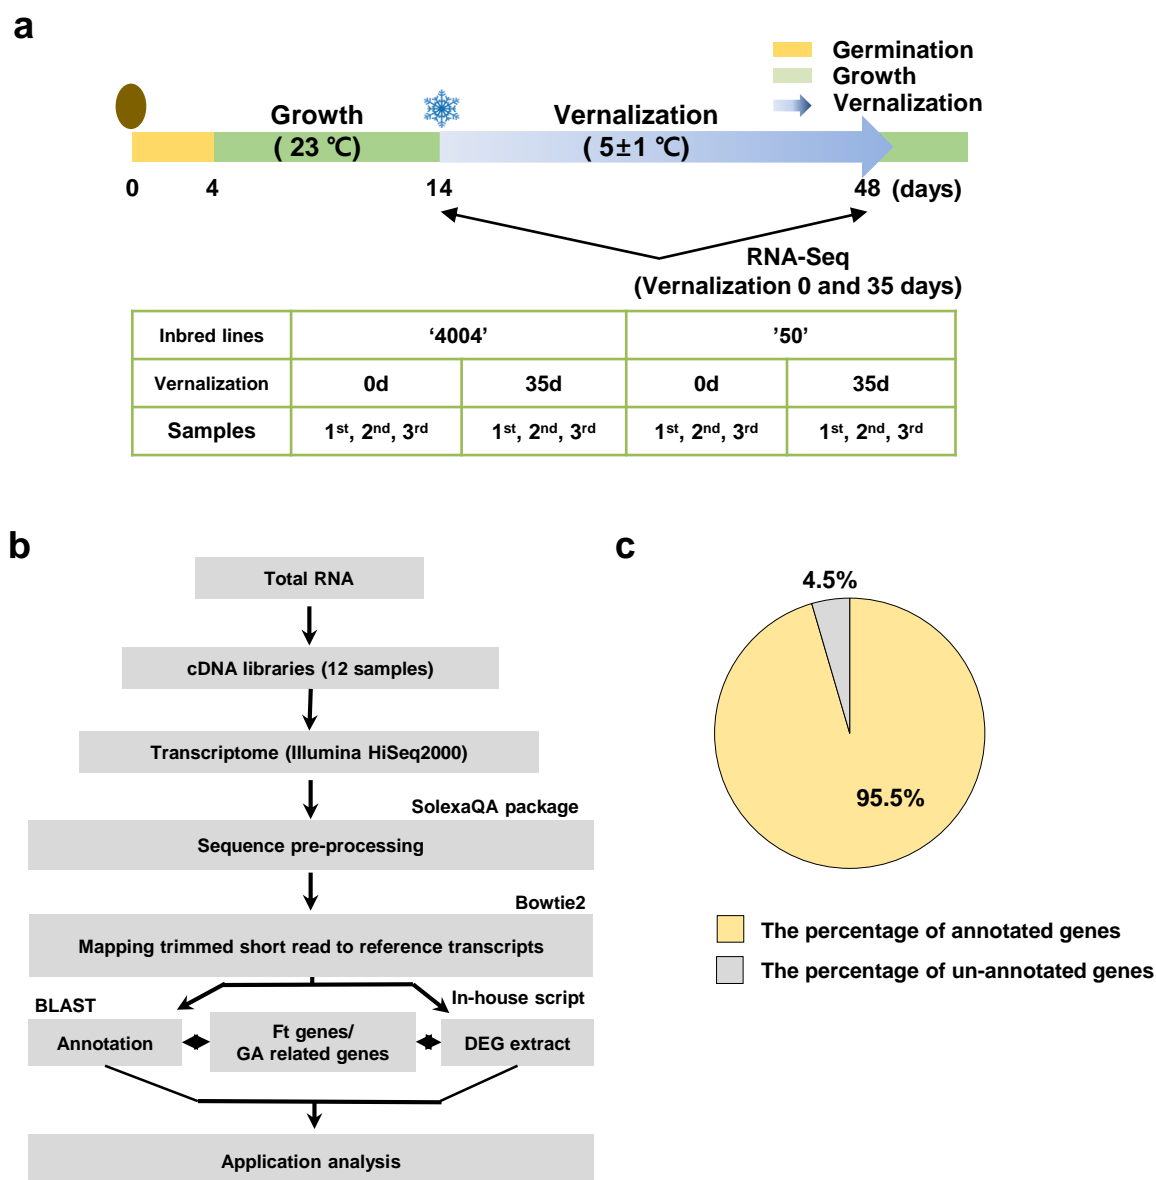 a
Germination
Growth
Vernalization
Growth
( 23 ℃)
Vernalization
( 5±1 ℃)
0 4 14 48 (days)
RNA-Seq
(Vernalization 0 and 35 days)
Inbred lines ‘4004’ ’50’
Vernalization 0d 35d 0d 35d
Samples 1st, 2nd, 3rd 1st, 2nd, 3rd 1st, 2nd, 3rd 1st, 2nd, 3rd
b
Total RNA
cDNA libraries (12 samples)
Transcriptome (Illumina HiSeq2000)
SolexaQA package
Sequence pre-processing
Bowtie2
Mapping trimmed short read to reference transcripts
BLAST
In-house script
Annotation
Ft genes/
GA related genes
DEG extract
Application analysis
c
4.5%
95.5%
The percentage of annotated genes
The percentage of un-annotated genes